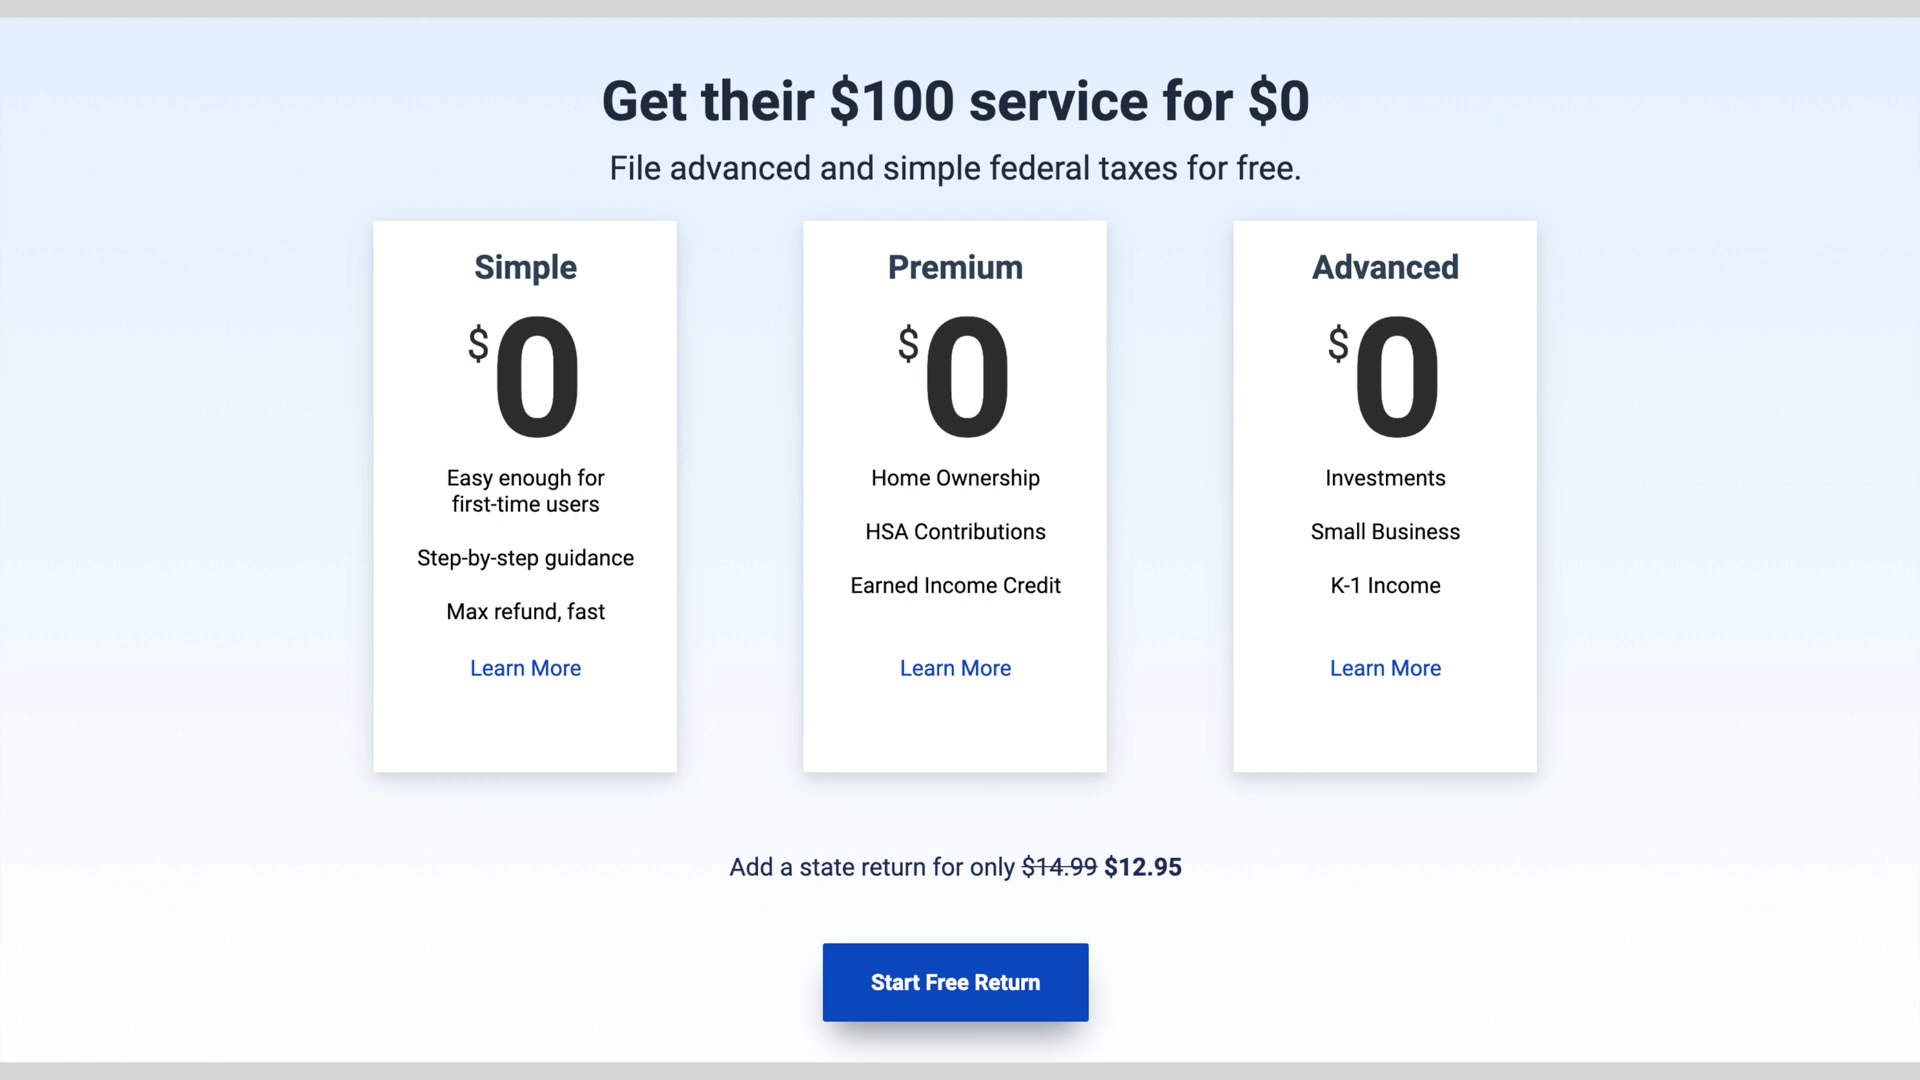 Get their $100 service for $0
File advanced and simple federal taxes for free.
Simple
$0
Easy enough for
first-time users
Step-by-step guidance
Max refund, fast
Learn More
Premium
$0
Home Ownership
HSA Contributions
Earned Income Credit
Learn More
Advanced
$0
Investments
Small Business
K-1 Income
Learn More
Add a state return for only $14.99 $12.95
Start Free Return